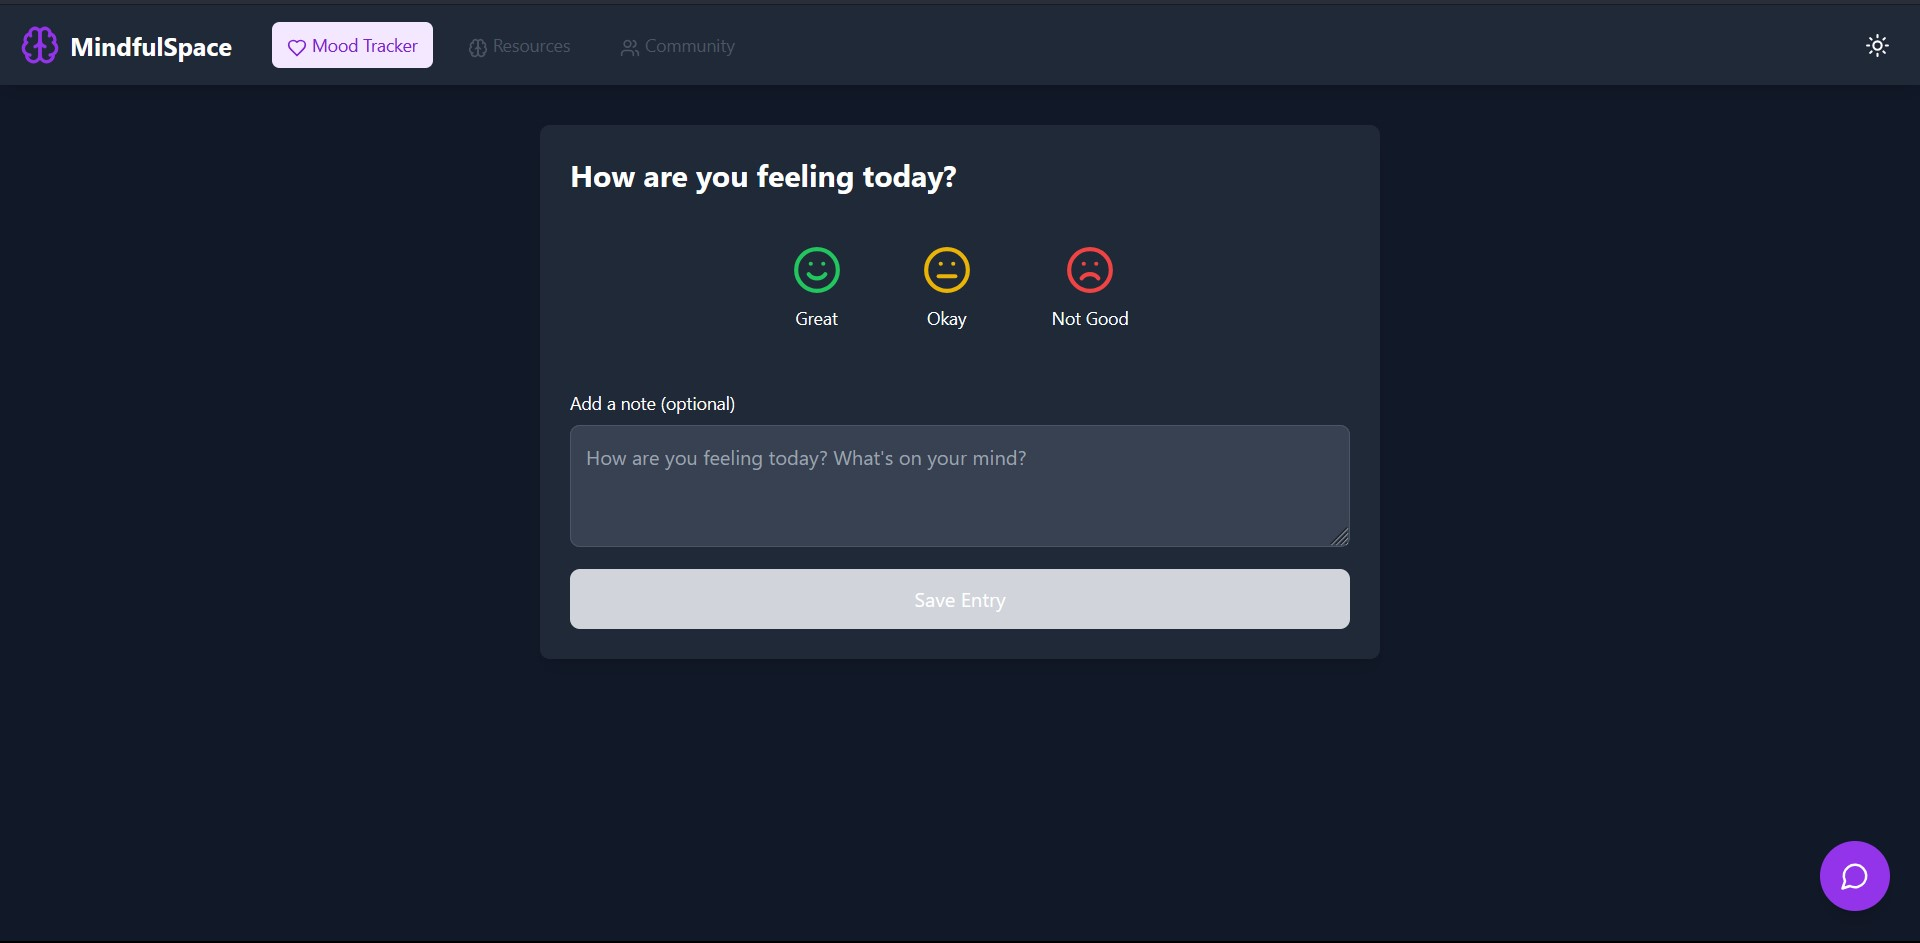 MindfulSpace
Mood Tracker
Resources
Community
How are you feeling today?
Great
Okay
Not Good
Add a note (optional)
How are you feeling today? What's on your mind?
Save Entry